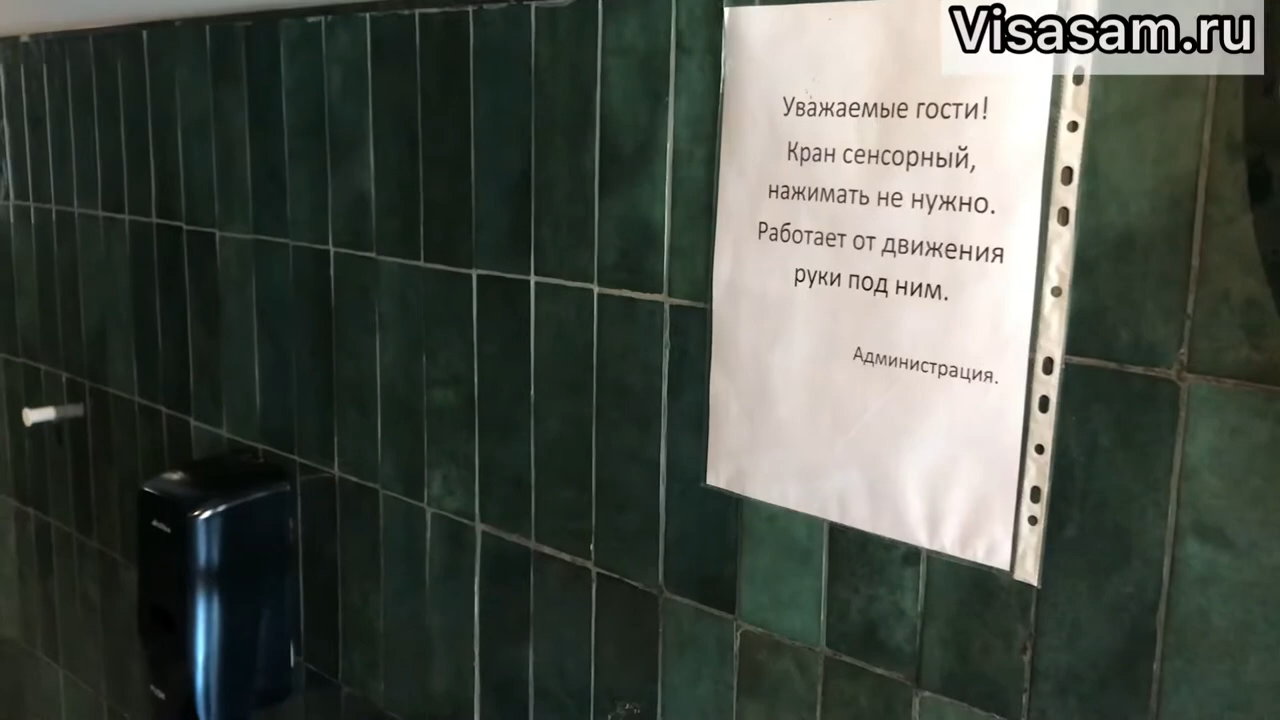 Visasam.ru
Уважаемые гости!
Кран сенсорный,
нажимать не нужно.
Работает от движения
руки под ним.
Администрация.